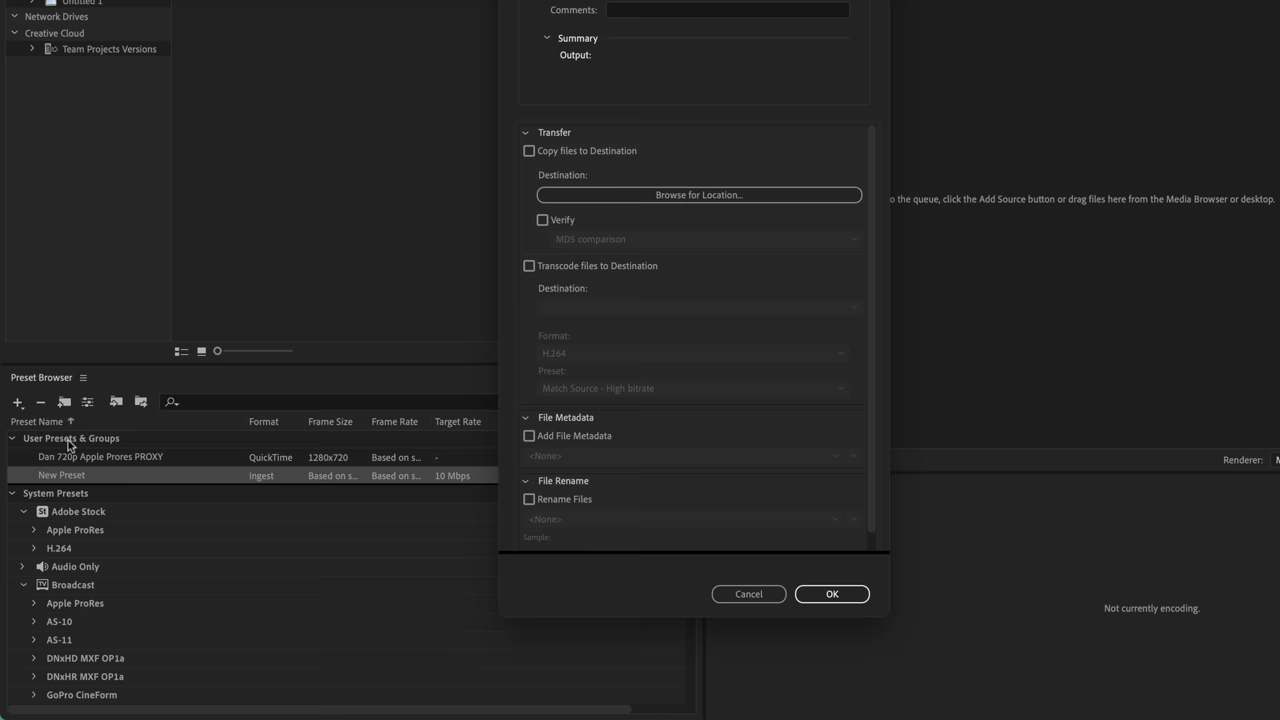 Untitled 1
Network Drives
Creative Cloud
Team Projects Versions
Comments:
Summary
Output:
Transfer
Copy files to Destination
Destination:
Browse for Location...
Verify
MD5 comparison
Transcode files to Destination
Destination:
Format:
H.264
Preset:
Match Source - High bitrate
File Metadata
Add File Metadata
<None>
File Rename
Rename Files
<None>
Sample:
Cancel
OK
o the queue, click the Add Source button or drag files here from the Media Browser or desktop.
Renderer:
Not currently encoding.
Preset Browser
Preset Name Format Frame Size Frame Rate Target Rate
User Presets & Groups
Dan 720p Apple Prores PROXY QuickTime 1280x720 Based on s... -
New Preset Ingest Based on s... Based on s... 10 Mbps
System Presets
St Adobe Stock
Apple ProRes
H.264
Audio Only
TV Broadcast
Apple ProRes
AS-10
AS-11
DNxHD MXF OP1a
DNxHR MXF OP1a
GoPro CineForm